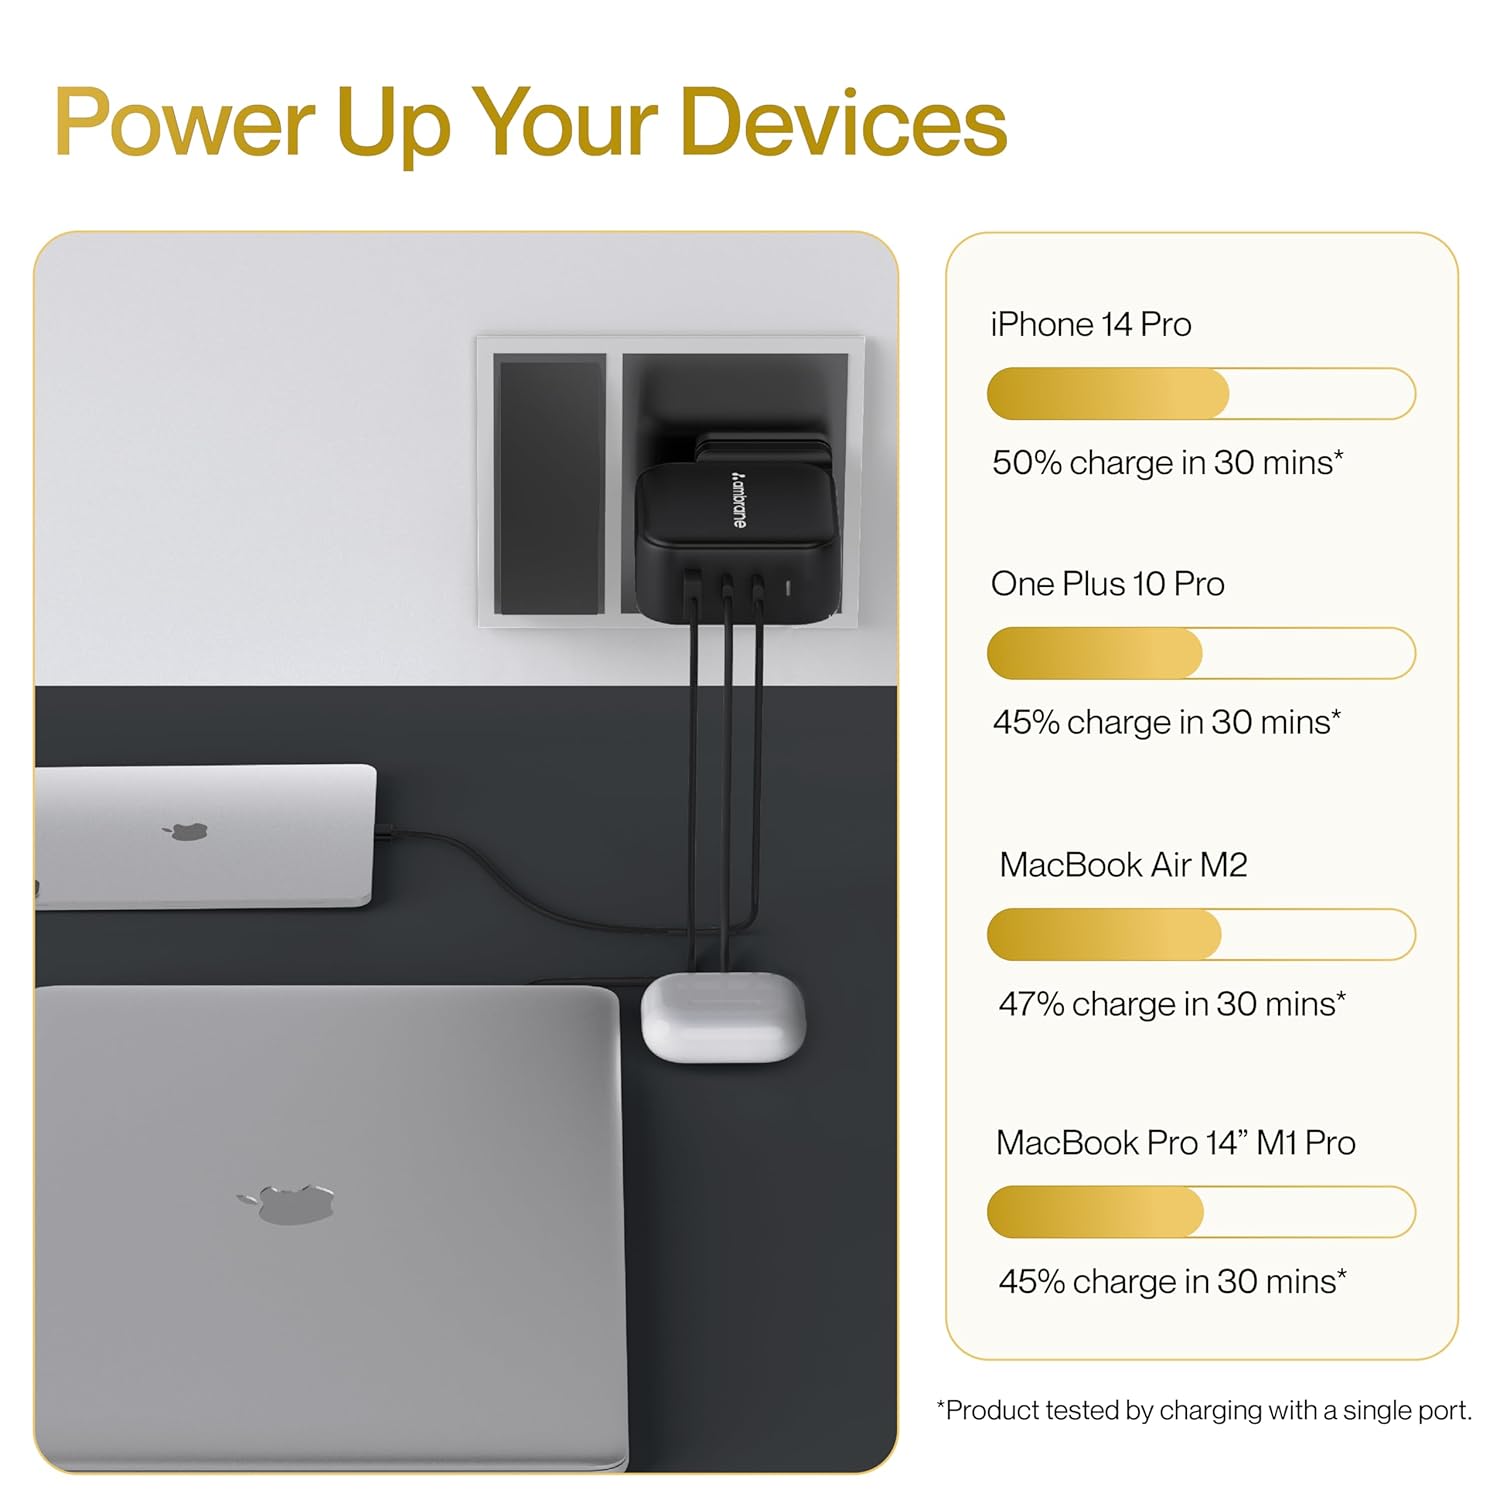 Power Up Your Devices
ambrane
iPhone 14 Pro
50% charge in 30 mins*
One Plus 10 Pro
45% charge in 30 mins*
MacBook Air M2
47% charge in 30 mins*
MacBook Pro 14” M1 Pro
45% charge in 30 mins*
*Product tested by charging with a single port.